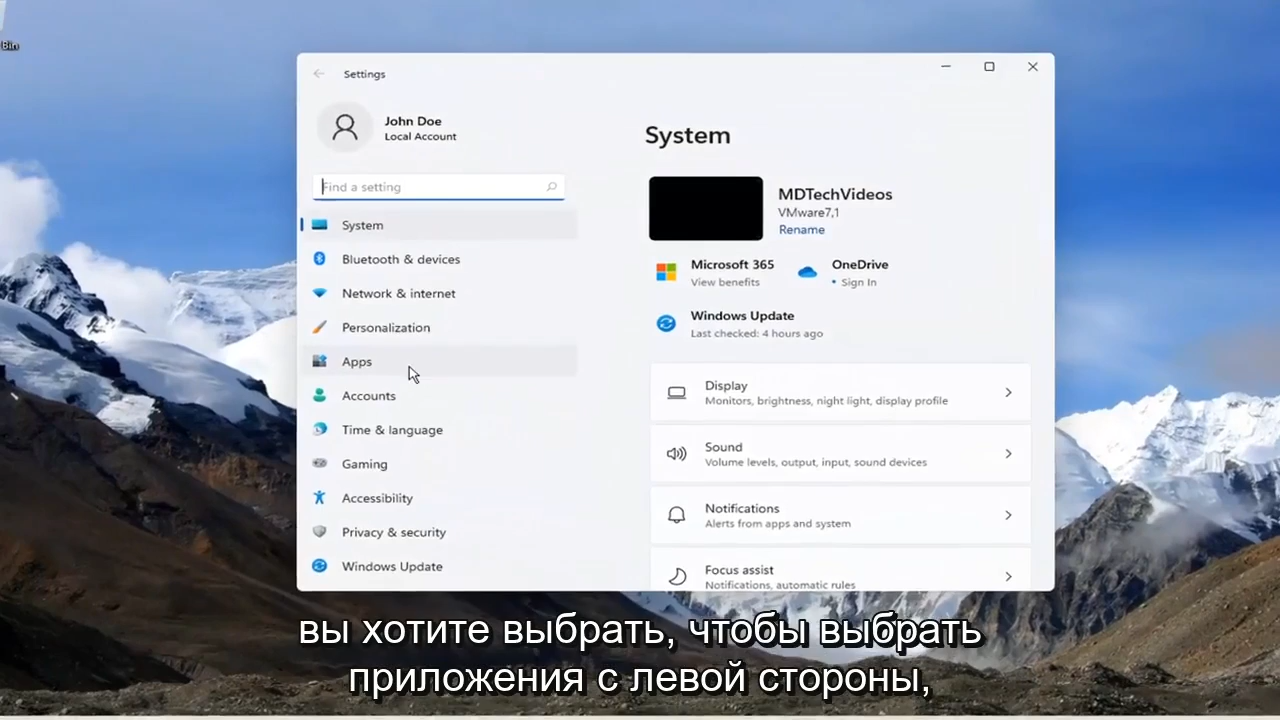 Bin
Settings
John Doe
Local Account
Find a setting
System
Bluetooth & devices
Network & internet
Personalization
Apps
Accounts
Time & language
Gaming
Accessibility
Privacy & security
Windows Update
System
MDTechVideos
VMware7,1
Rename
Microsoft 365
View benefits
OneDrive
• Sign In
Windows Update
Last checked: 4 hours ago
Display
Monitors, brightness, night light, display profile
Sound
Volume levels, output, input, sound devices
Notifications
Alerts from apps and system
Focus assist
Notifications, automatic rules
вы хотите выбрать, чтобы выбрать
приложения с левой стороны,